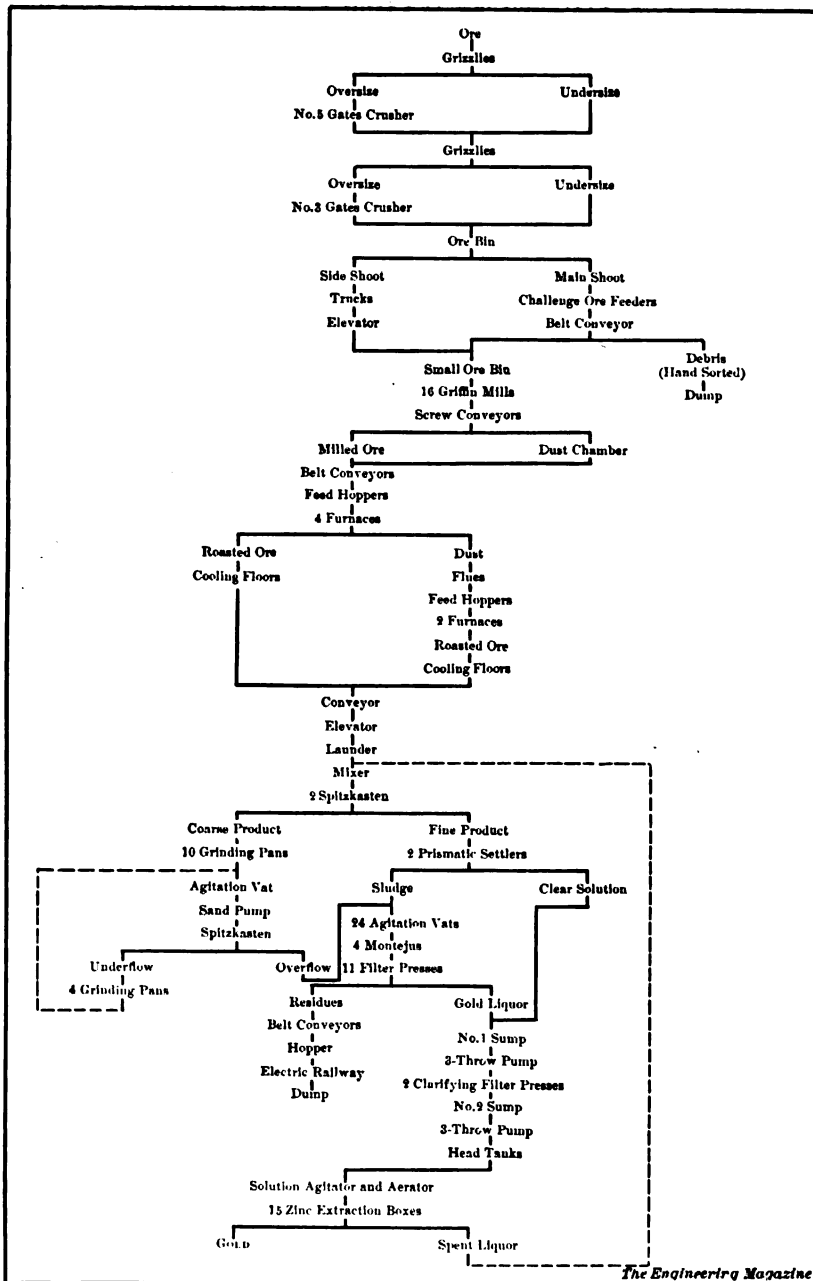 Ore
Grizzlies
Oversize Undersize
No.5 Gates Crusher
Grizzlies
Oversize Undersize
No.3 Gates Crusher
Ore Bin
Side Shoot Main Shoot
Trucks Challenge Ore Feeders
Elevator Belt Conveyor
Debris
Small Ore Bin (Hand Sorted)
16 Griffin Mills Dump
Screw Conveyors
Milled Ore Dust Chamber
Belt Conveyors
Feed Hoppers
4 Furnaces
Roasted Ore Dust
Cooling Floors Flues
Feed Hoppers
2 Furnaces
Roasted Ore
Cooling Floors
Conveyor
Elevator
Launder
Mixer
2 Spitzkasten
Coarse Product Fine Product
10 Grinding Pans 2 Prismatic Settlers
Agitation Vat Sludge Clear Solution
Sand Pump
Spitzkasten 24 Agitation Vats
4 Montejus
Underflow Overflow 11 Filter Presses
4 Grinding Pans
Residues Gold Liquor
Belt Conveyors
No.1 Sump
Hopper
3-Throw Pump
Electric Railway
2 Clarifying Filter Presses
Dump
No.2 Sump
3-Throw Pump
Head Tanks
Solution Agitator and Aerator
15 Zinc Extraction Boxes
GOLD Spent Liquor
The Engineering Magazine